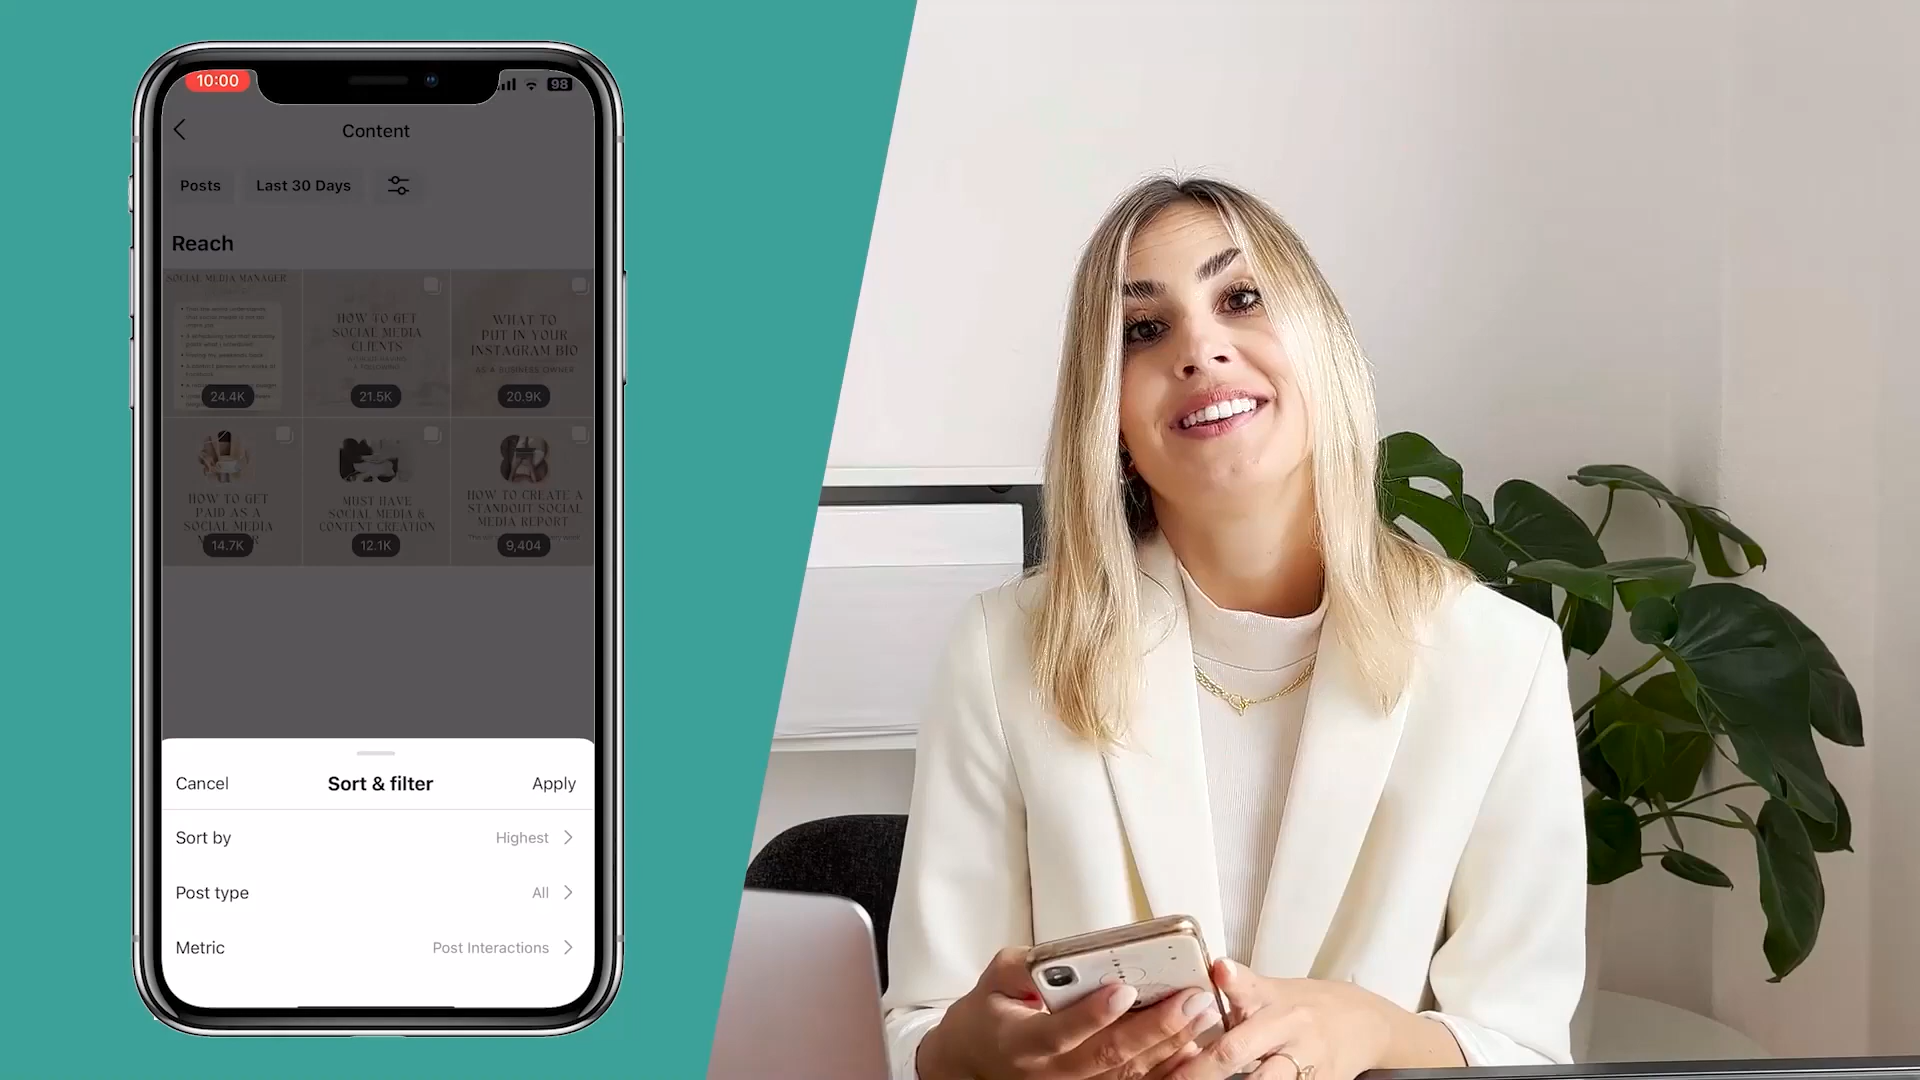 10:00
98
Content
Posts
Last 30 Days
Reach
SOCIAL MEDIA MANAGER
24.4K
HOW TO GET
SOCIAL MEDIA
CLIENTS
21.5K
WHAT TO
PUT IN YOUR
INSTAGRAM BIO
AS A BUSINESS OWNER
20.9K
HOW TO GET
PAID AS A
SOCIAL MEDIA
14.7K
MUST HAVE
SOCIAL MEDIA &
CONTENT CREATION
12.1K
HOW TO CREATE A
STANDOUT SOCIAL
MEDIA REPORT
9,404
Cancel
Sort & filter
Apply
Sort by
Highest
Post type
All
Metric
Post Interactions